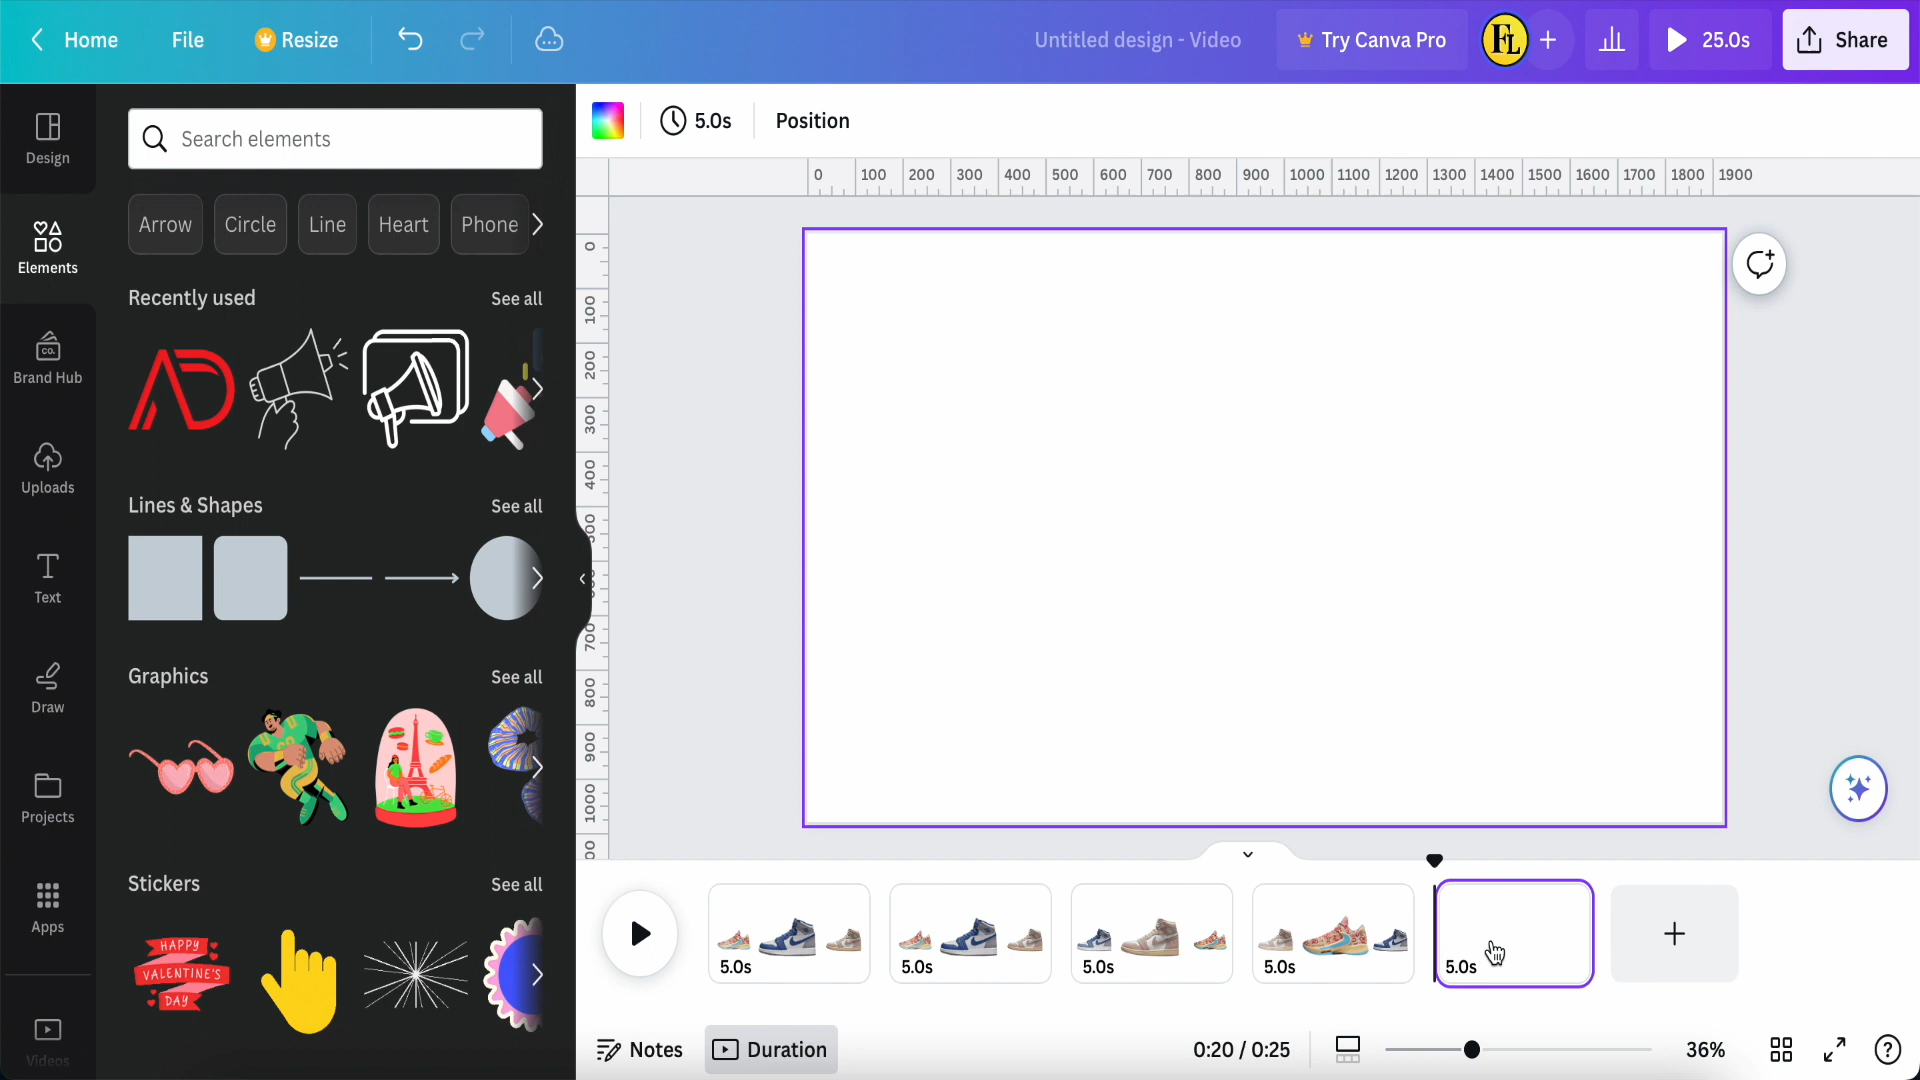 Home
File
Resize
Untitled design - Video
Try Canva Pro
FL
25.0s
Share
Design
Elements
Brand Hub
CO.
Uploads
Text
Draw
Projects
Apps
Videos
Search elements
Arrow
Circle
Line
Heart
Phone
Recently used
See all
AD
Lines & Shapes
See all
Graphics
See all
Stickers
See all
HAPPY
VALENTINE'S
DAY
5.0s
Position
0 100 200 300 400 500 600 700 800 900 1000 1100 1200 1300 1400 1500 1600 1700 1800 1900
0
100
200
300
400
700
800
900
1000
5.0s
5.0s
5.0s
5.0s
5.0s
Notes
Duration
0:20 / 0:25
36%